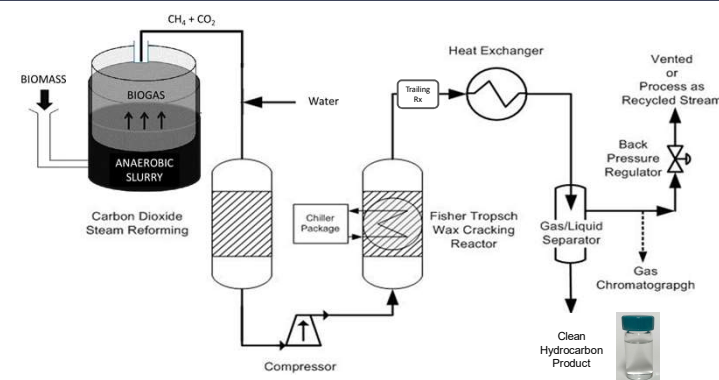 CH₄ + CO₂
BIOMASS
BIOGAS
ANAEROBIC
SLURRY
Water
Carbon Dioxide
Steam Reforming
Compressor
Chiller
Package
Fisher Tropsch
Wax Cracking
Reactor
Trailing
Rx
Heat Exchanger
Gas/Liquid
Separator
Vented
or
Process as
Recycled Stream
Back
Pressure
Regulator
Gas
Chromatograpgh
Clean
Hydrocarbon
Product